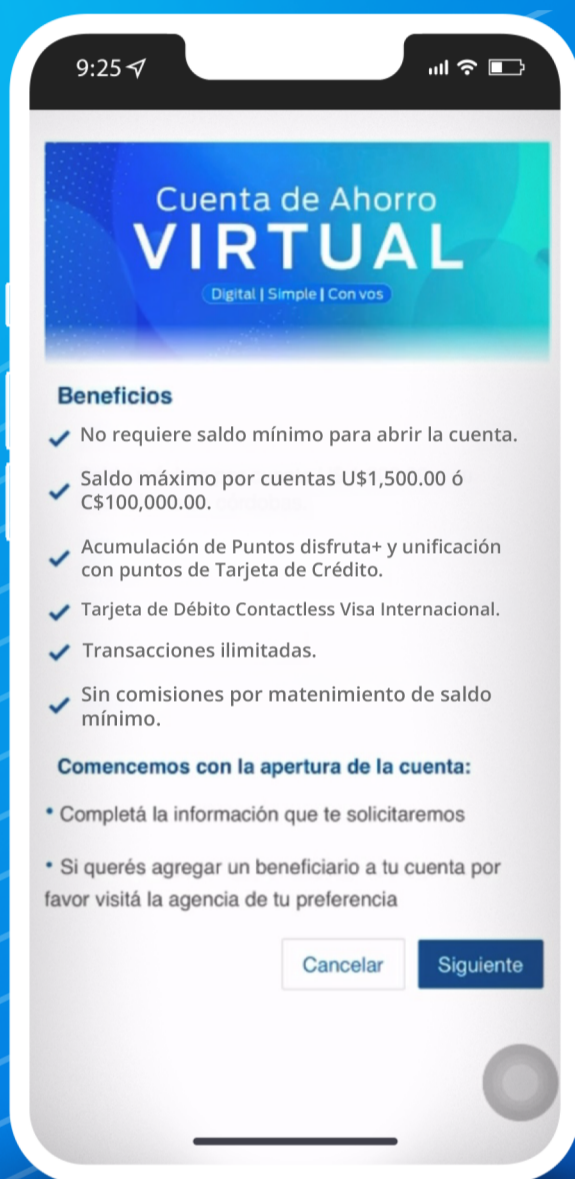 9:25
Cuenta de Ahorro
VIRTUAL
Digital | Simple | Con vos
Beneficios
No requiere saldo mínimo para abrir la cuenta.
Saldo máximo por cuentas U$1,500.00 ó
C$100,000.00.
Acumulación de Puntos disfruta+ y unificación
con puntos de Tarjeta de Crédito.
Tarjeta de Débito Contactless Visa Internacional.
Transacciones ilimitadas.
Sin comisiones por matenimiento de saldo
mínimo.
Comencemos con la apertura de la cuenta:
• Completá la información que te solicitaremos
• Si querés agregar un beneficiario a tu cuenta por
favor visitá la agencia de tu preferencia
Cancelar
Siguiente